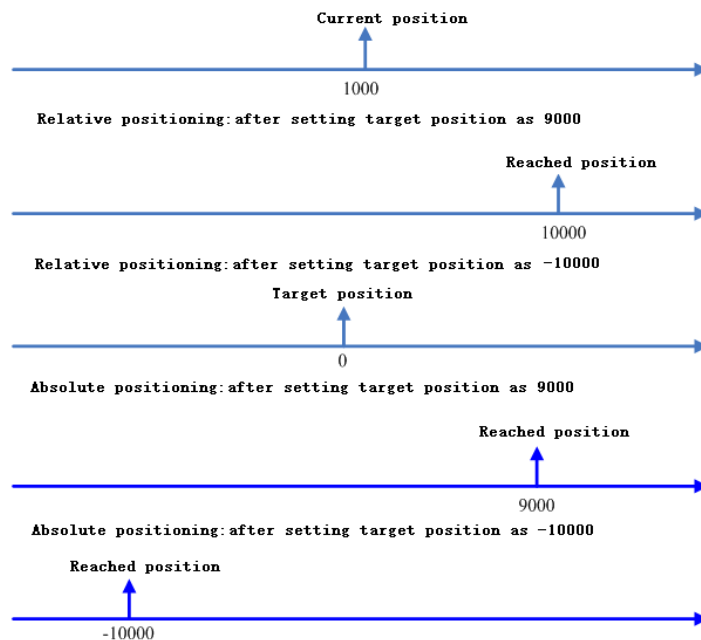 Current position
1000
Relative positioning:after setting target position as 9000
Reached position
10000
Relative positioning:after setting target position as -10000
Target position
0
Absolute positioning:after setting target position as 9000
Reached position
9000
Absolute positioning:after setting target position as -10000
Reached position
-10000